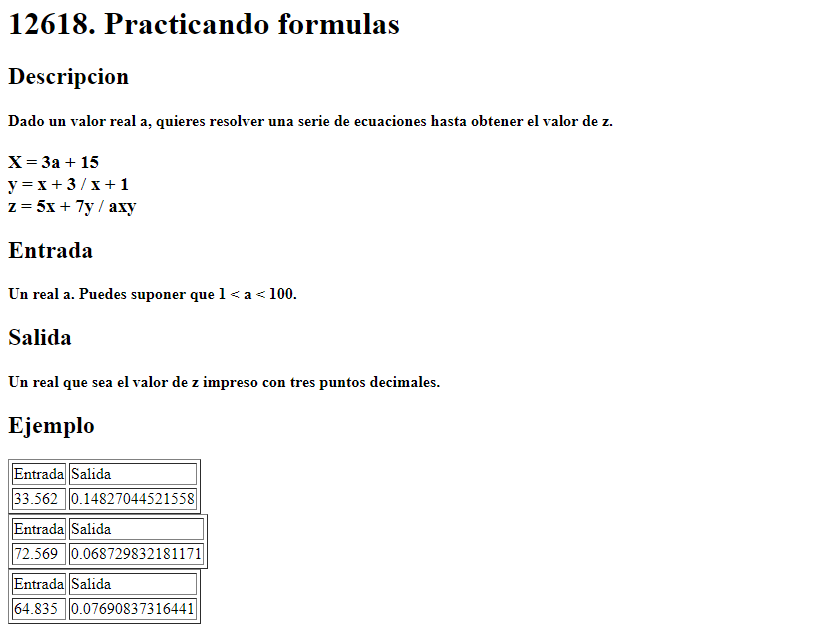 12618. Practicando formulas
Descripcion
Dado un valor real a, quieres resolver una serie de ecuaciones hasta obtener el valor de z.
X = 3a + 15
y = x + 3 / x + 1
z = 5x + 7y / axy
Entrada
Un real a. Puedes suponer que 1 < a < 100.
Salida
Un real que sea el valor de z impreso con tres puntos decimales.
Ejemplo
Entrada Salida
33.562 0.14827044521558
Entrada Salida
72.569 0.068729832181171
Entrada Salida
64.835 0.07690837316441